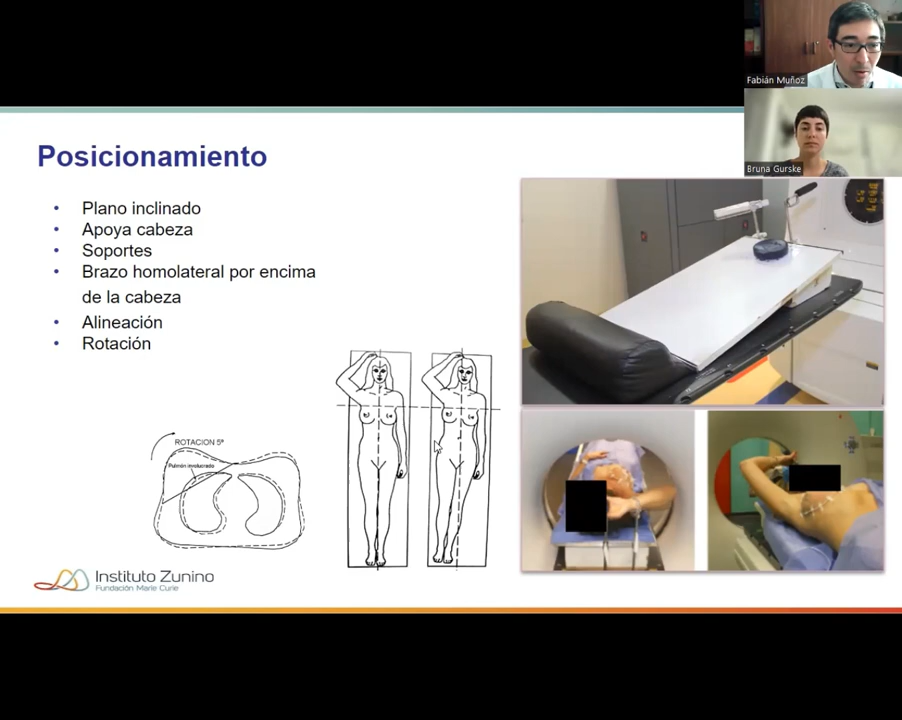 Fabián Muñoz
Bruna Gurske
Posicionamiento
• Plano inclinado
• Apoya cabeza
• Soportes
• Brazo homolateral por encima
de la cabeza
• Alineación
• Rotación
ROTACION 5º
Pulmón involucrado
Instituto Zunino
Fundación Marie Curie